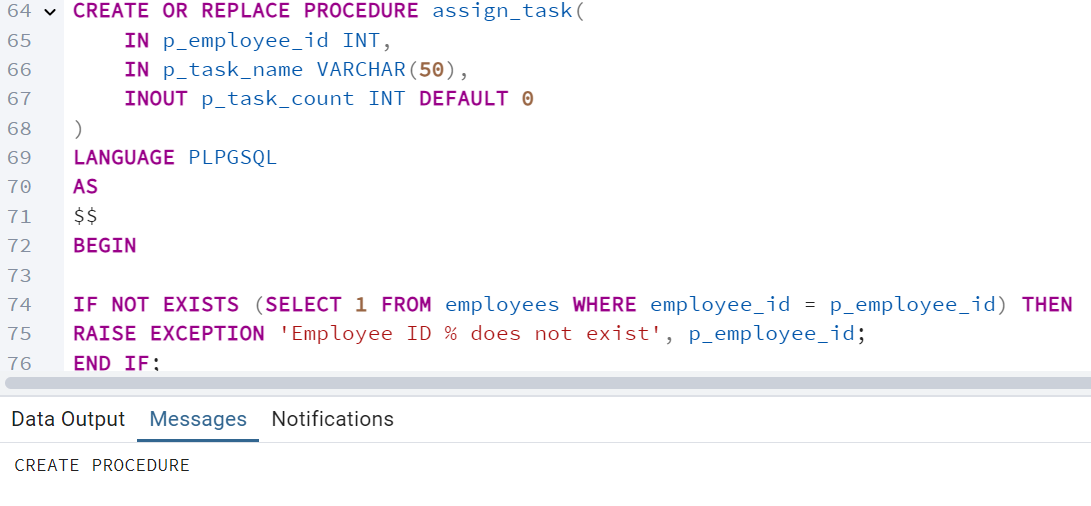 64 CREATE OR REPLACE PROCEDURE assign_task(
65 IN p_employee_id INT,
66 IN p_task_name VARCHAR(50),
67 INOUT p_task_count INT DEFAULT 0
68 )
69 LANGUAGE PLPGSQL
70 AS
71 $$
72 BEGIN
73
74 IF NOT EXISTS (SELECT 1 FROM employees WHERE employee_id = p_employee_id) THEN
75 RAISE EXCEPTION 'Employee ID % does not exist', p_employee_id;
76 END IF;
Data Output Messages Notifications
CREATE PROCEDURE